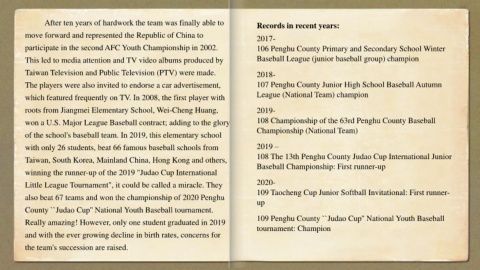 After ten years of hardwork the team was finally able to
move forward and represented the Republic of China to
participate in the second AFC Youth Championship in 2002.
This led to media attention and TV video albums produced by
Taiwan Television and Public Television (PTV) were made.
The players were also invited to endorse a car advertisement,
which featured frequently on TV. In 2008, the first player with
roots from Jiangmei Elementary School, Wei-Cheng Huang,
won a U.S. Major League Baseball contract; adding to the glory
of the school's baseball team. In 2019, this elementary school
with only 26 students, beat 66 famous baseball schools from
Taiwan, South Korea, Mainland China, Hong Kong and others,
winning the runner-up of the 2019 "Judao Cup International
Little League Tournament", it could be called a miracle. They
also beat 67 teams and won the championship of 2020 Penghu
County ``Judao Cup'' National Youth Baseball tournament.
Really amazing! However, only one student graduated in 2019
and with the ever growing decline in birth rates, concerns for
the team's succession are raised.
Records in recent years:
2017-
106 Penghu County Primary and Secondary School Winter
Baseball League (junior baseball group) champion
2018-
107 Penghu County Junior High School Baseball Autumn
League (National Team) champion
2019-
108 Championship of the 63rd Penghu County Baseball
Championship (National Team)
2019 –
108 The 13th Penghu County Judao Cup International Junior
Baseball Championship: First runner-up
2020-
109 Taocheng Cup Junior Softball Invitational: First runner-
up
109 Penghu County ``Judao Cup'' National Youth Baseball
tournament: Champion